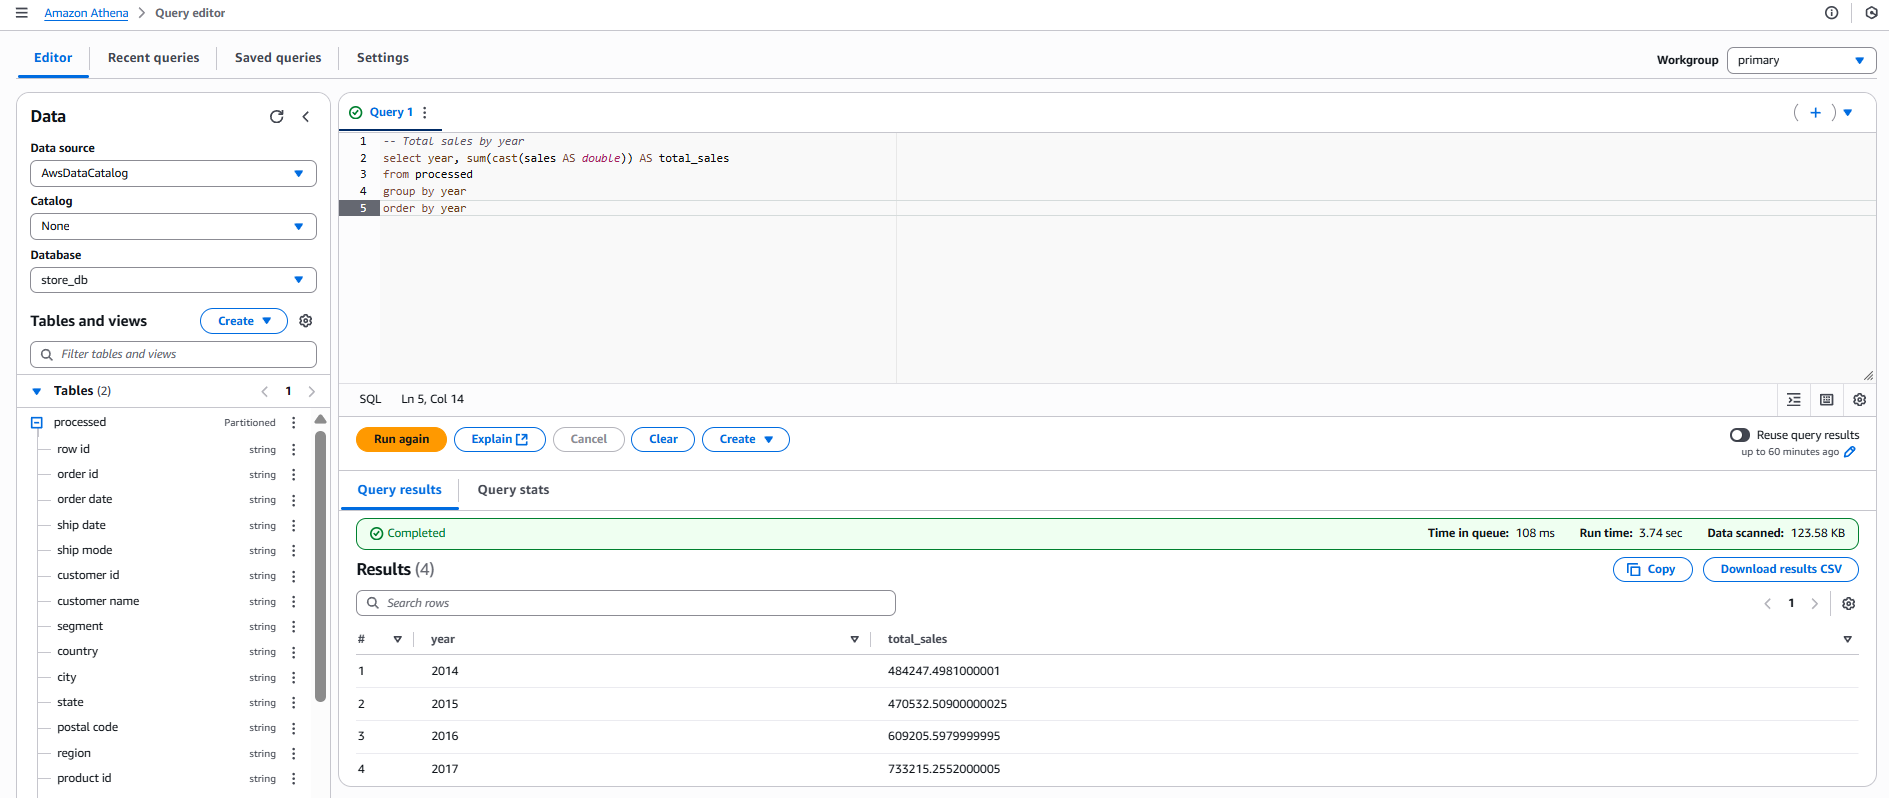 Amazon Athena > Query editor
Editor Recent queries Saved queries Settings
Workgroup primary
Data
Data source
AwsDataCatalog
Catalog
None
Database
store_db
Tables and views Create
Filter tables and views
Tables (2) 1
processed Partitioned
row id string
order id string
order date string
ship date string
ship mode string
customer id string
customer name string
segment string
country string
city string
state string
postal code string
region string
product id string
Query 1
1 -- Total sales by year
2 select year, sum(cast(sales AS double)) AS total_sales
3 from processed
4 group by year
5 order by year
SQL Ln 5, Col 14
Run again Explain Cancel Clear Create
Reuse query results
up to 60 minutes ago
Query results Query stats
Completed Time in queue: 108 ms Run time: 3.74 sec Data scanned: 123.58 KB
Results (4) Copy Download results CSV
Search rows 1
# year total_sales
1 2014 484247.4981000001
2 2015 470532.50900000025
3 2016 609205.5979999995
4 2017 733215.2552000005